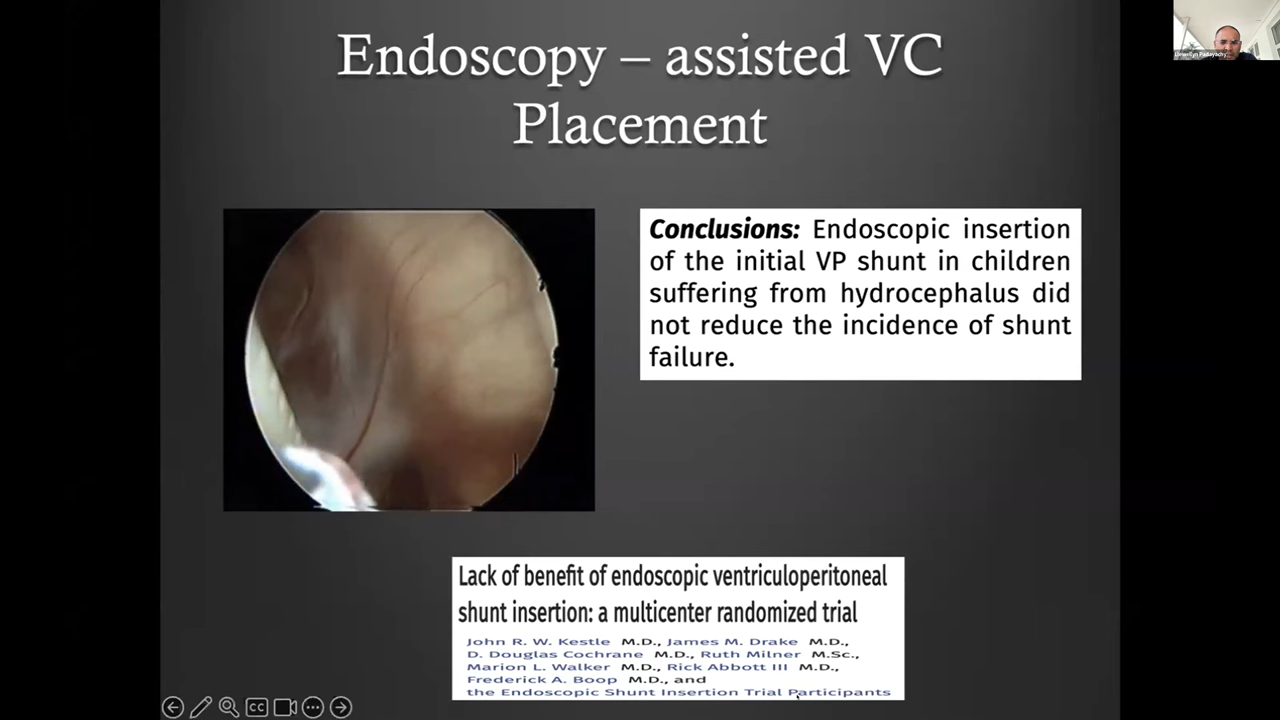 Endoscopy – assisted VC
Placement
Conclusions: Endoscopic insertion
of the initial VP shunt in children
suffering from hydrocephalus did
not reduce the incidence of shunt
failure.
Lack of benefit of endoscopic ventriculoperitoneal
shunt insertion: a multicenter randomized trial
John R. W. Kestle M.D., James M. Drake M.D.,
D. Douglas Cochrane M.D., Ruth Milner M.Sc.,
Marion L. Walker M.D., Rick Abbott III M.D.,
Frederick A. Boop M.D., and
the Endoscopic Shunt Insertion Trial Participants
CC